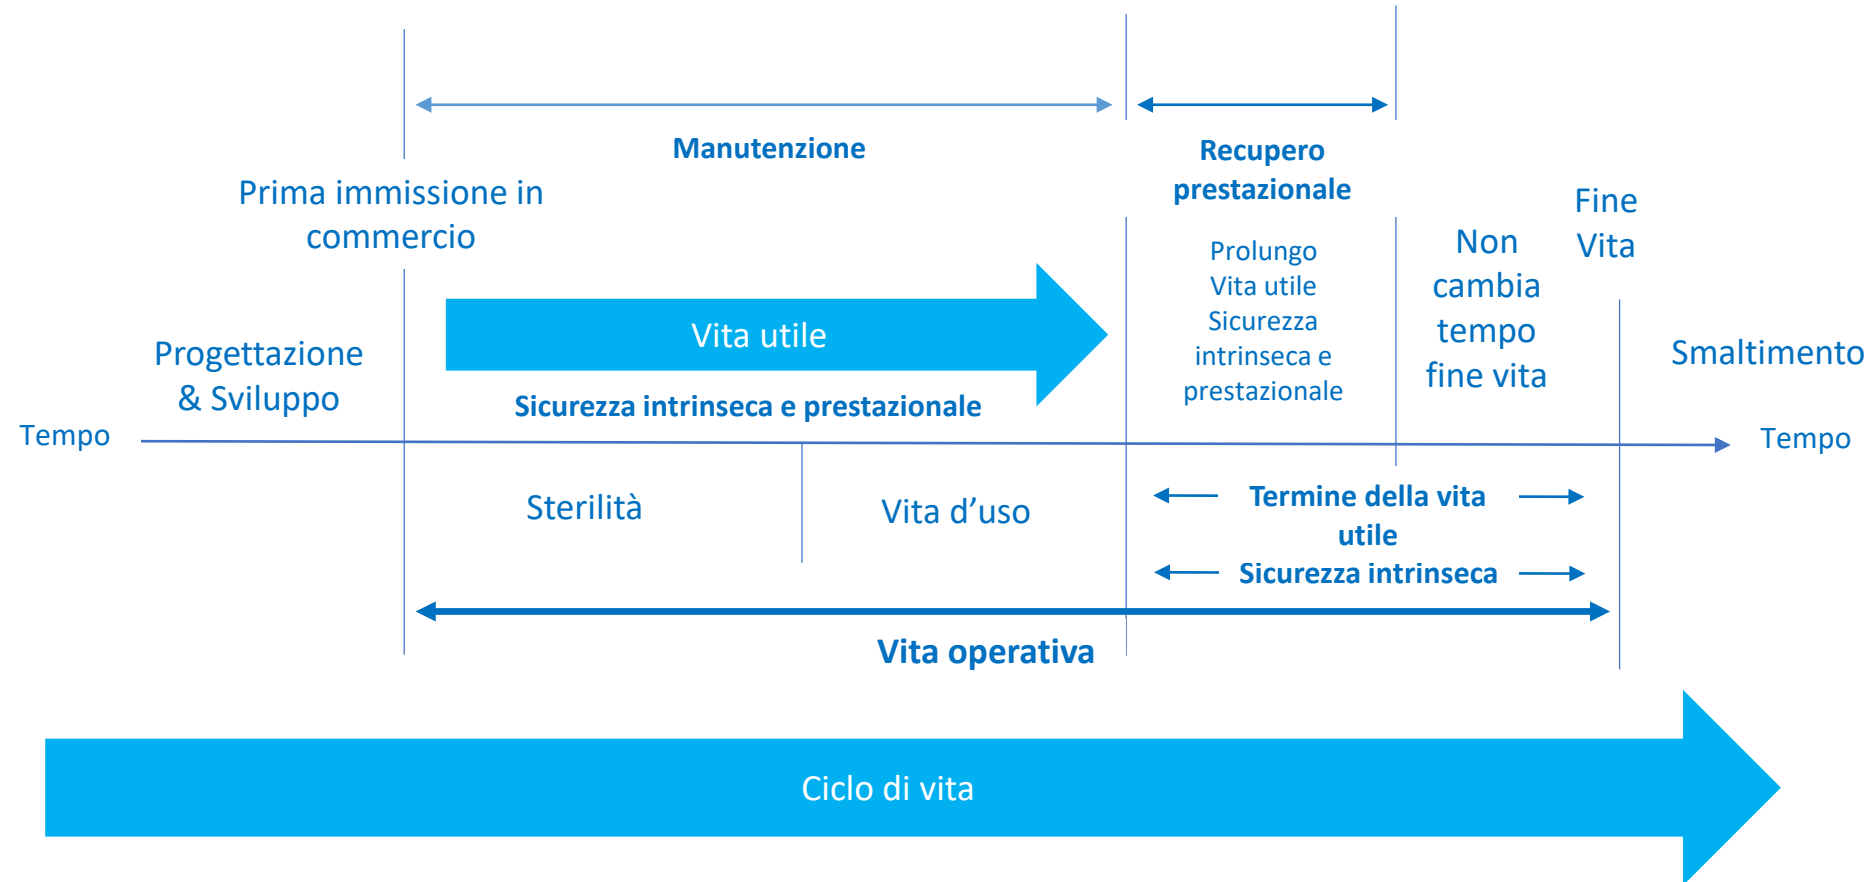 Manutenzione
Recupero
prestazionale
Prima immissione in
commercio
Fine
Vita
Non
cambia
tempo
fine vita
Prolungo
Vita utile
Sicurezza
intrinseca e
prestazionale
Vita utile
Progettazione
& Sviluppo
Smaltimento
Sicurezza intrinseca e prestazionale
Tempo
Tempo
Sterilità
Vita d’uso
Termine della vita
utile
Sicurezza intrinseca
Vita operativa
Ciclo di vita